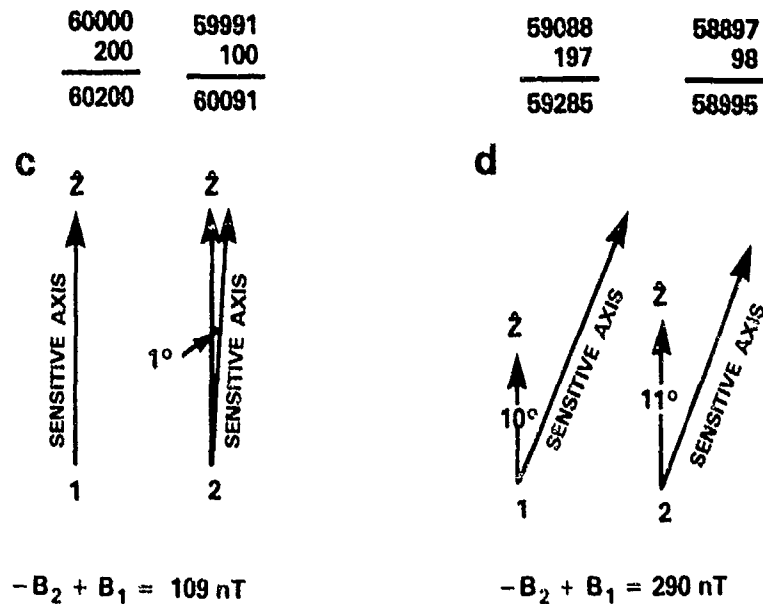 60000 59991 59088 58897
200 100 197 98
60200 60091 59285 58995
c d
Ẑ Ẑ
SENSITIVE AXIS
1°
SENSITIVE AXIS
1 2
Ẑ Ẑ
10°
SENSITIVE AXIS
11°
SENSITIVE AXIS
1 2
−B₂ + B₁ = 109 nT −B₂ + B₁ = 290 nT